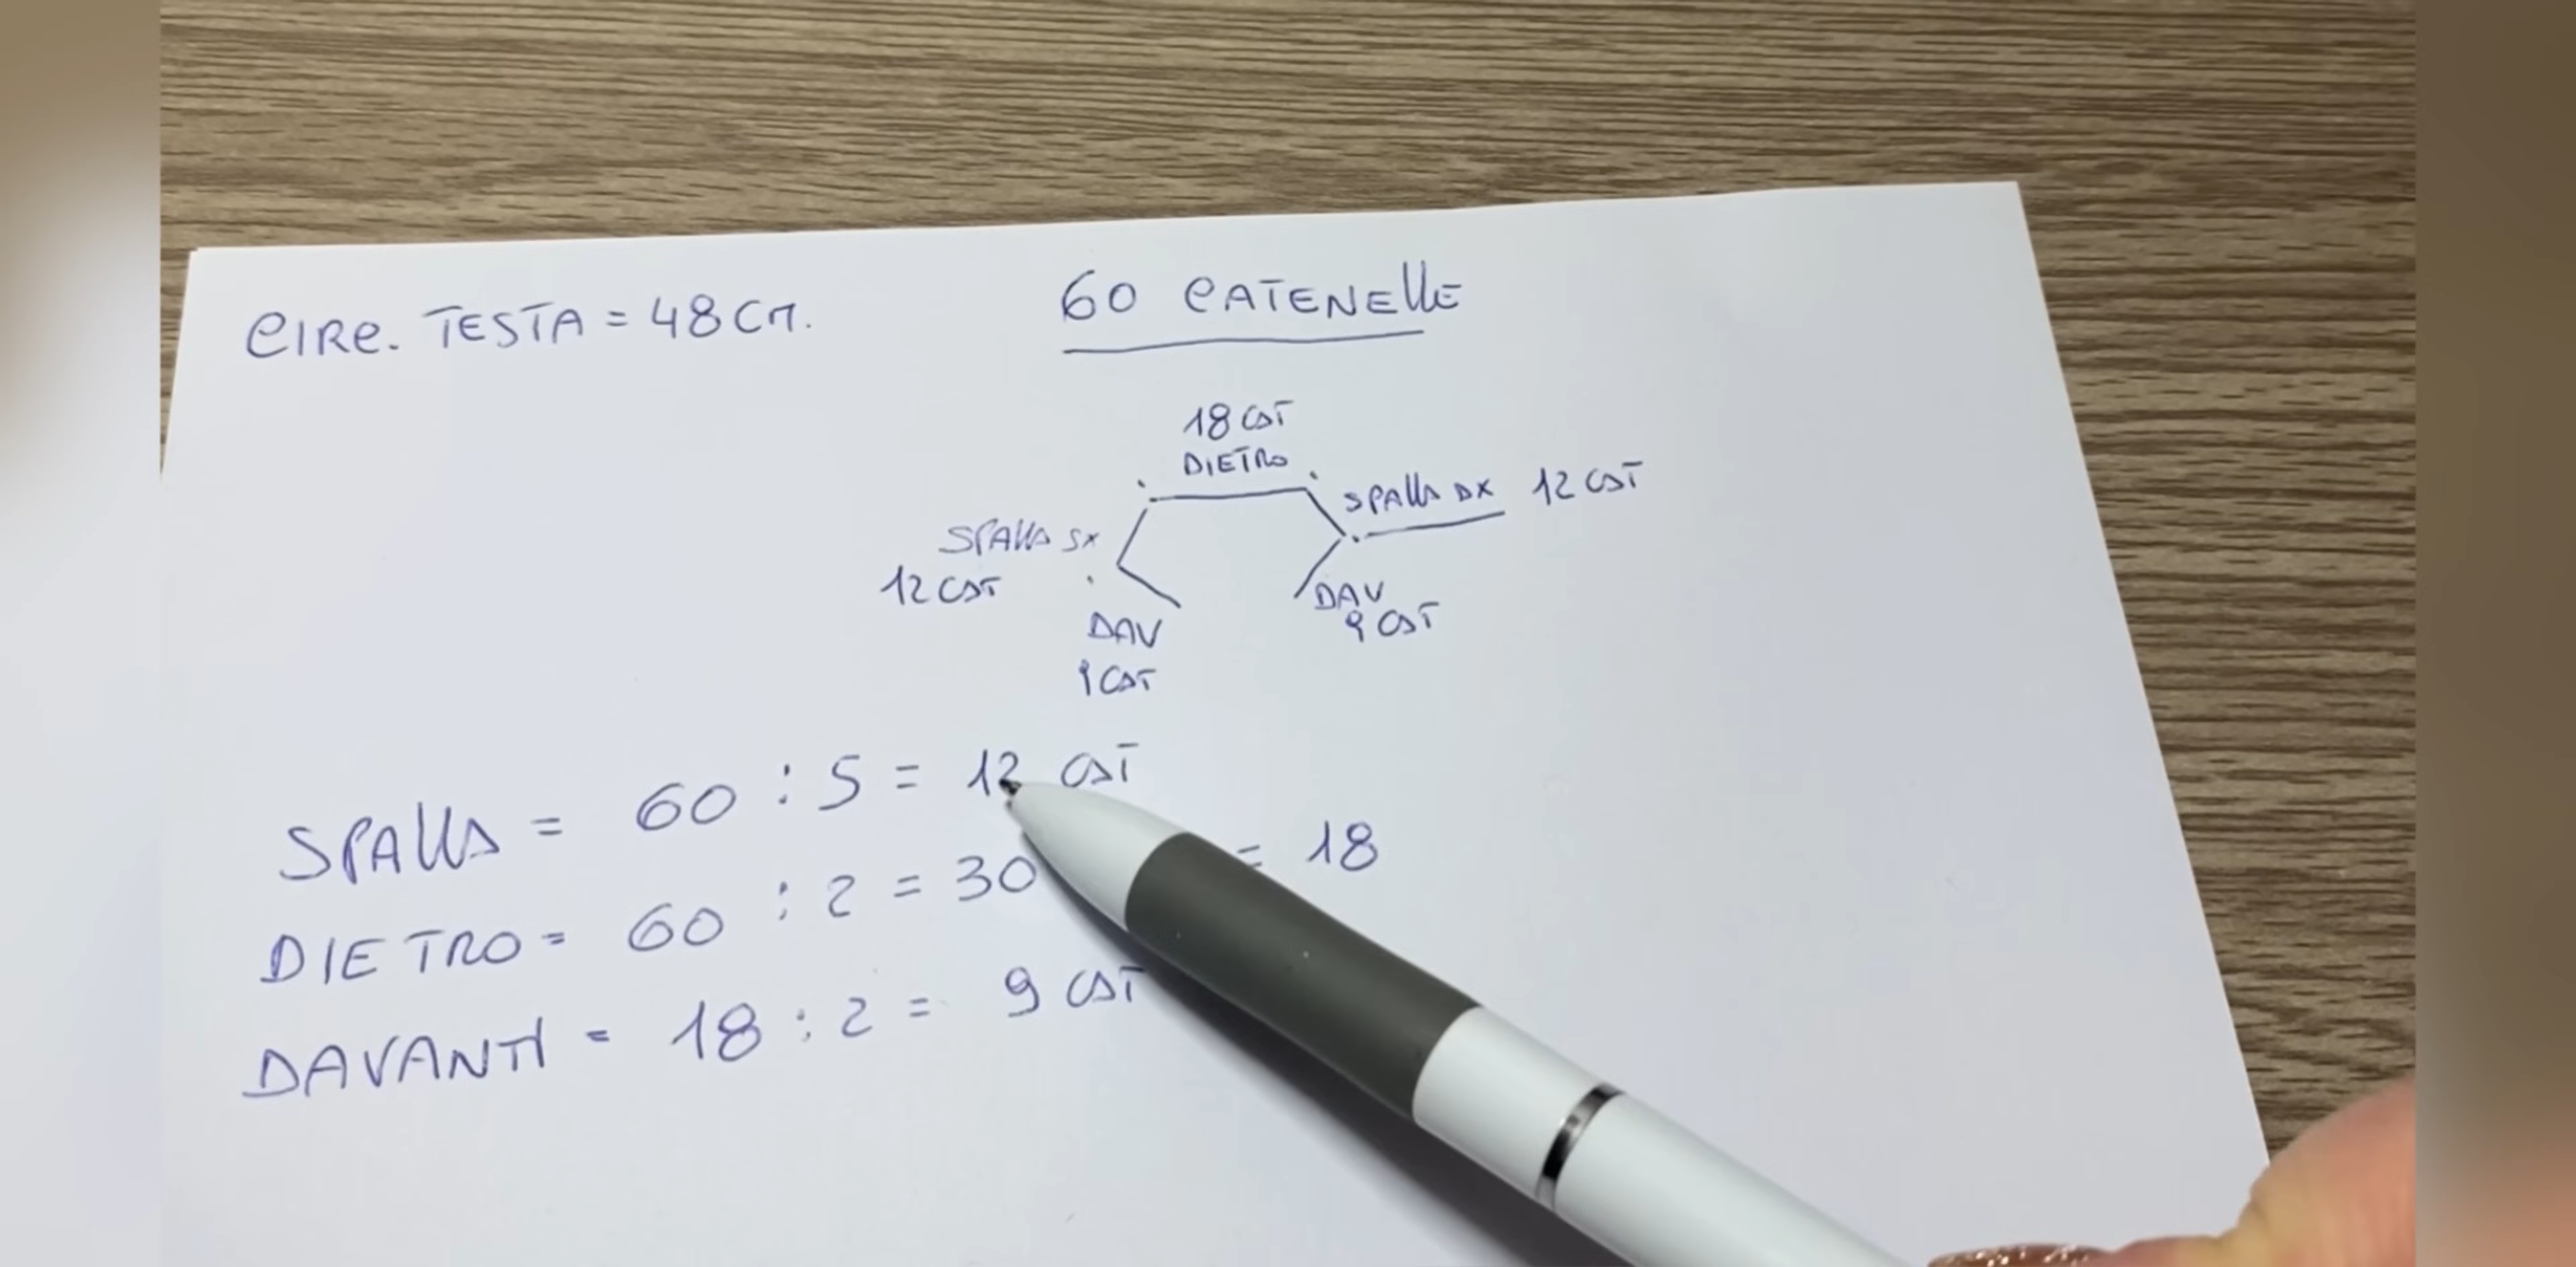 CIRC. TESTA = 48 CM.
60 CATENELLE
18 CAT
DIETRO
SPALLA DX 12 CAT
SPALLA SX
12 CAT
DAV
9 CAT
DAV
9 CAT
SPALLA = 60 : 5 = 12 CAT
DIETRO = 60 : 2 = 30 = 18
DAVANTI = 18 : 2 = 9 CAT